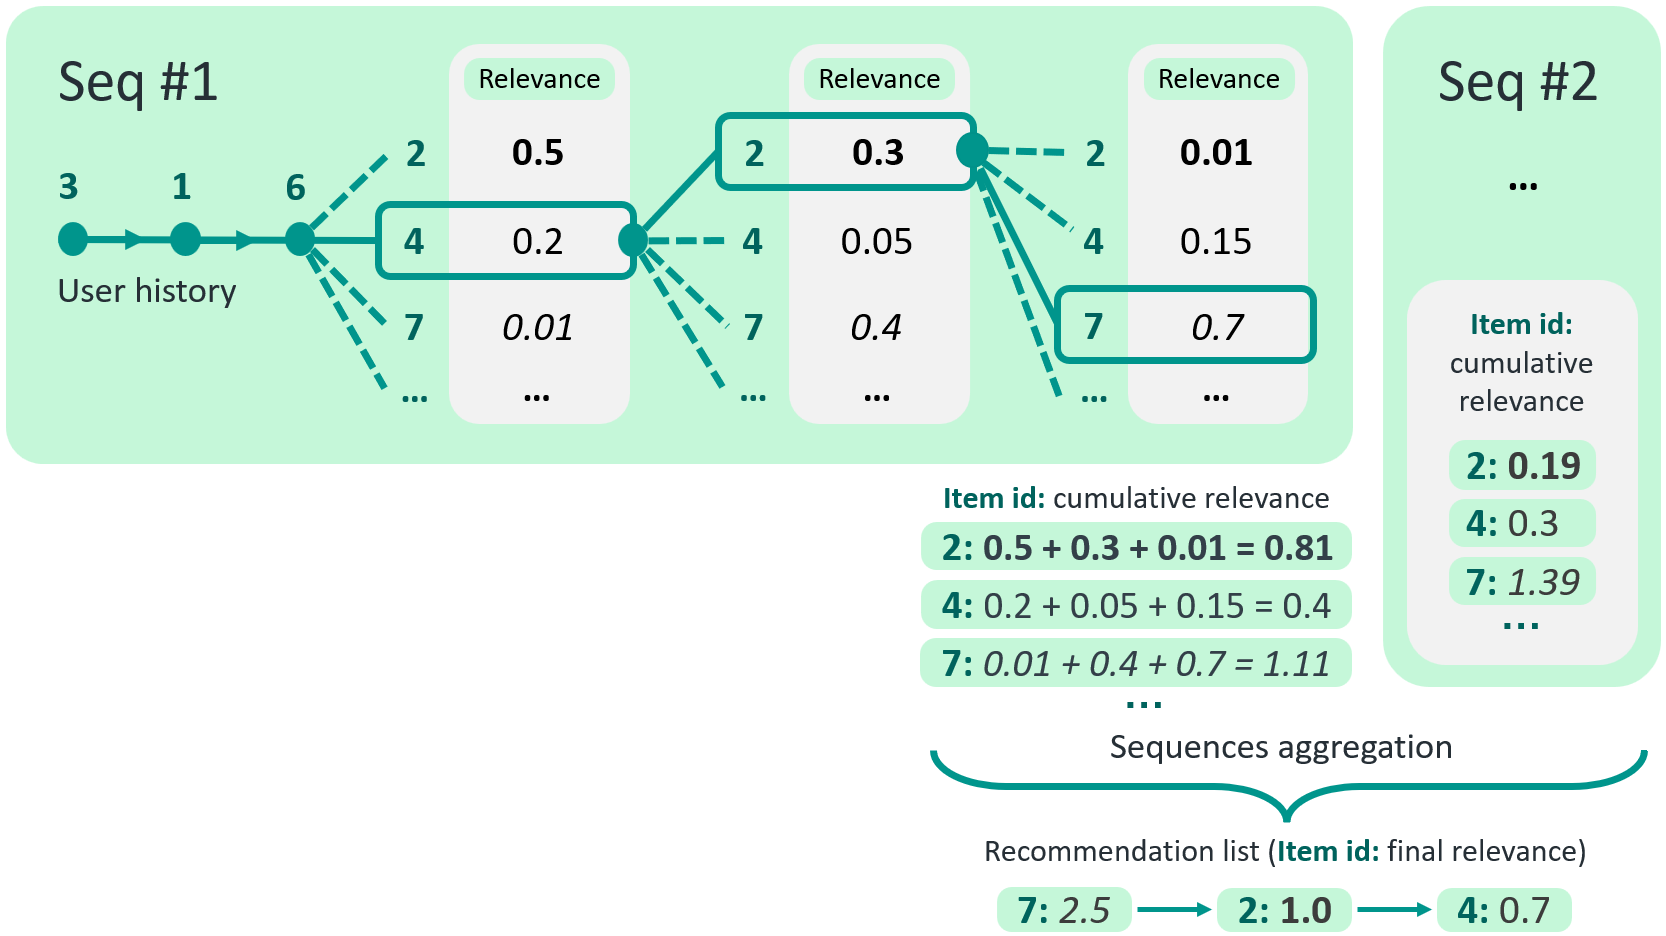 Seq #1
Relevance Relevance Relevance
2 0.5 2 0.3 2 0.01
3 1 6
4 0.2 4 0.05 4 0.15
User history
7 0.01 7 0.4 7 0.7
... ... ... ... ... ...
Seq #2
...
Item id:
cumulative
relevance
2: 0.19
4: 0.3
7: 1.39
...
Item id: cumulative relevance
2: 0.5 + 0.3 + 0.01 = 0.81
4: 0.2 + 0.05 + 0.15 = 0.4
7: 0.01 + 0.4 + 0.7 = 1.11
...
Sequences aggregation
Recommendation list (Item id: final relevance)
7: 2.5 2: 1.0 4: 0.7